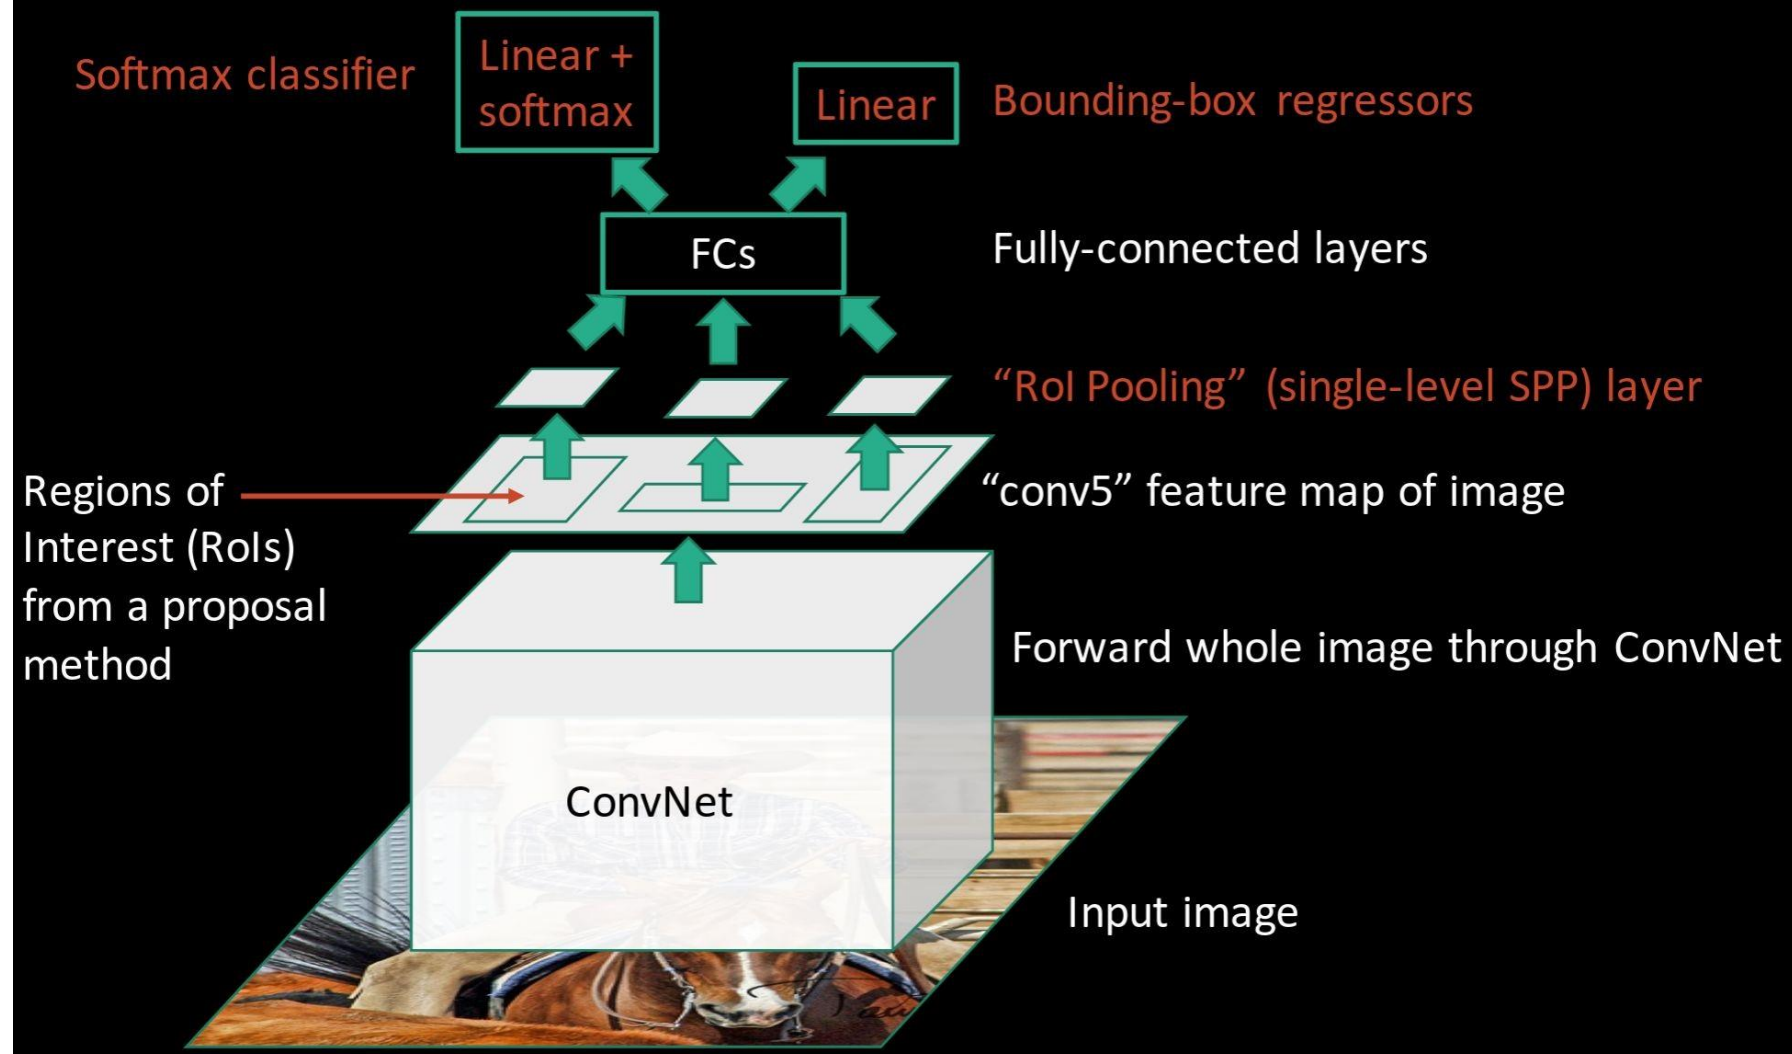 Softmax classifier
Linear +
softmax
Linear
Bounding-box regressors
FCs
Fully-connected layers
“RoI Pooling” (single-level SPP) layer
Regions of
Interest (RoIs)
from a proposal
method
“conv5” feature map of image
Forward whole image through ConvNet
ConvNet
Input image